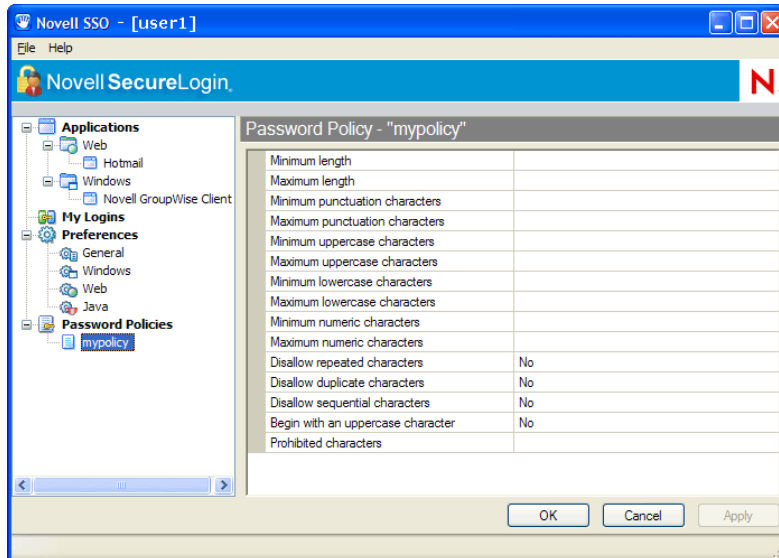 Novell SSO - [user1]
File Help
Novell SecureLogin.
N
Applications
Web
Hotmail
Windows
Novell GroupWise Client
My Logins
Preferences
General
Windows
Web
Java
Password Policies
mypolicy
Password Policy - "mypolicy"
Minimum length
Maximum length
Minimum punctuation characters
Maximum punctuation characters
Minimum uppercase characters
Maximum uppercase characters
Minimum lowercase characters
Maximum lowercase characters
Minimum numeric characters
Maximum numeric characters
Disallow repeated characters No
Disallow duplicate characters No
Disallow sequential characters No
Begin with an uppercase character No
Prohibited characters
OK Cancel Apply